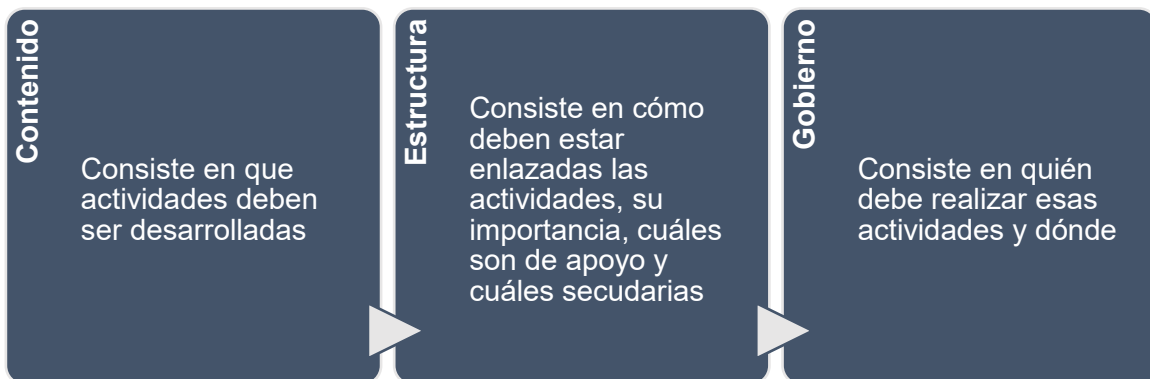 Contenido
Consiste en que
actividades deben
ser desarrolladas
Estructura
Consiste en cómo
deben estar
enlazadas las
actividades, su
importancia, cuáles
son de apoyo y
cuáles secudarias
Gobierno
Consiste en quién
debe realizar esas
actividades y dónde